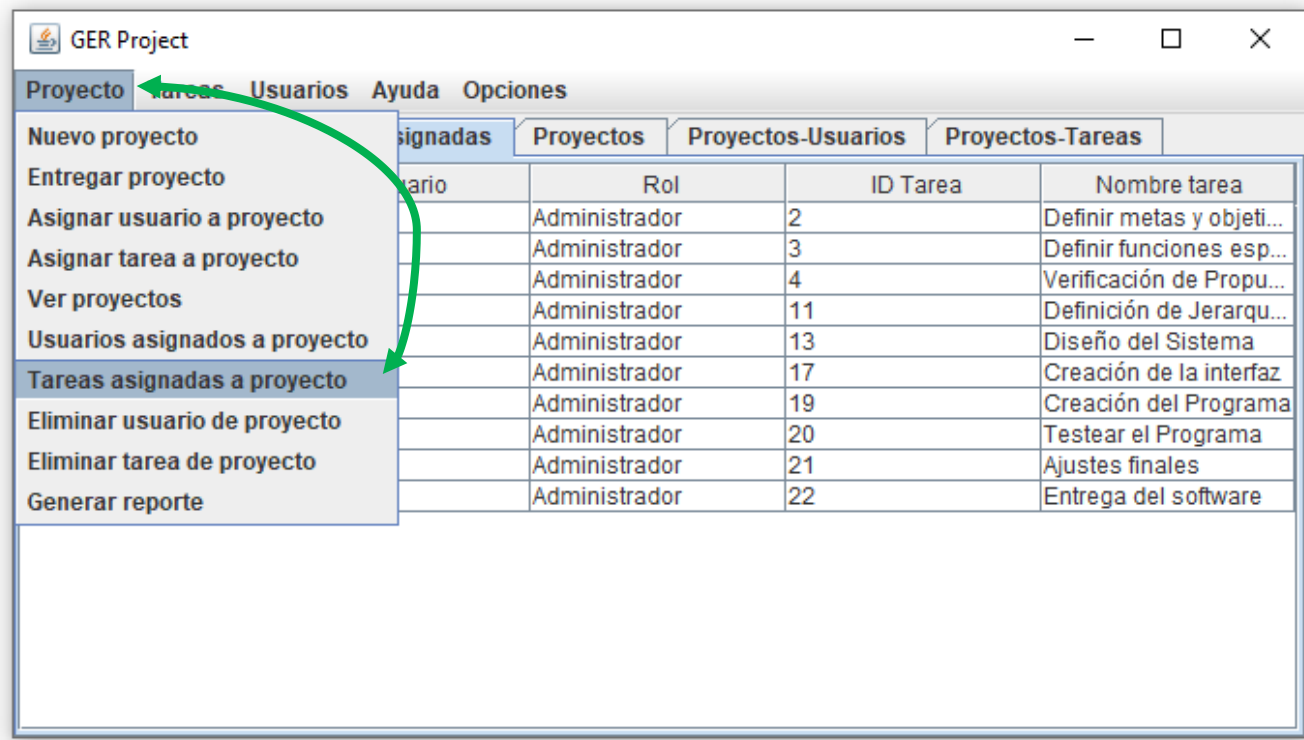 GER Project
Proyecto Tareas Usuarios Ayuda Opciones
Nuevo proyecto
Entregar proyecto
Asignar usuario a proyecto
Asignar tarea a proyecto
Ver proyectos
Usuarios asignados a proyecto
Tareas asignadas a proyecto
Eliminar usuario de proyecto
Eliminar tarea de proyecto
Generar reporte
Proyectos Proyectos-Usuarios Proyectos-Tareas
Rol ID Tarea Nombre tarea
Administrador 2 Definir metas y objeti...
Administrador 3 Definir funciones esp...
Administrador 4 Verificación de Propu...
Administrador 11 Definición de Jerarqu...
Administrador 13 Diseño del Sistema
Administrador 17 Creación de la interfaz
Administrador 19 Creación del Programa
Administrador 20 Testear el Programa
Administrador 21 Ajustes finales
Administrador 22 Entrega del software